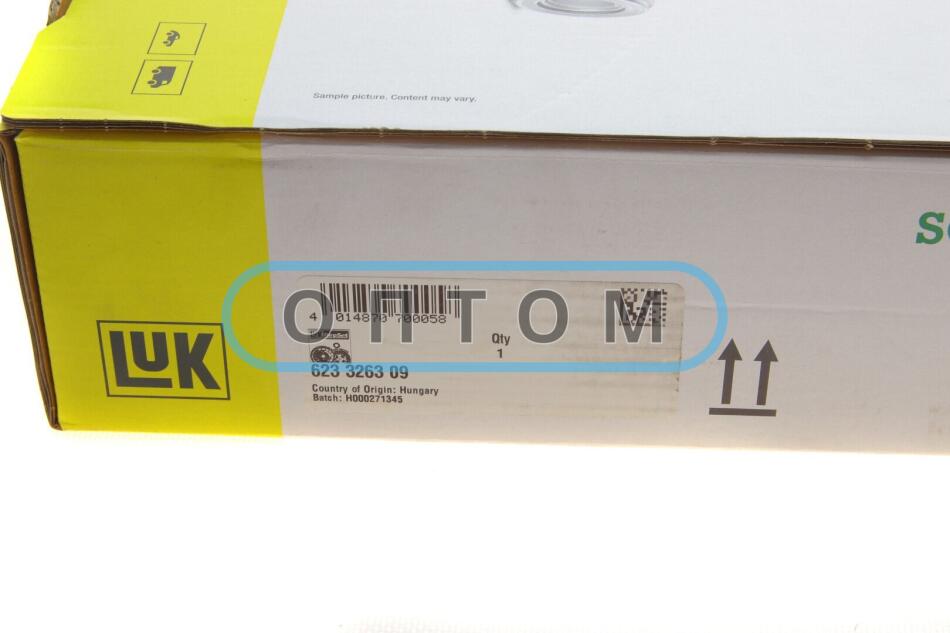 Sample picture. Content may vary.
LUK
4 014870 700058
ОПТОМ
Qty
1
623 3263 09
Country of Origin: Hungary
Batch: H000271345